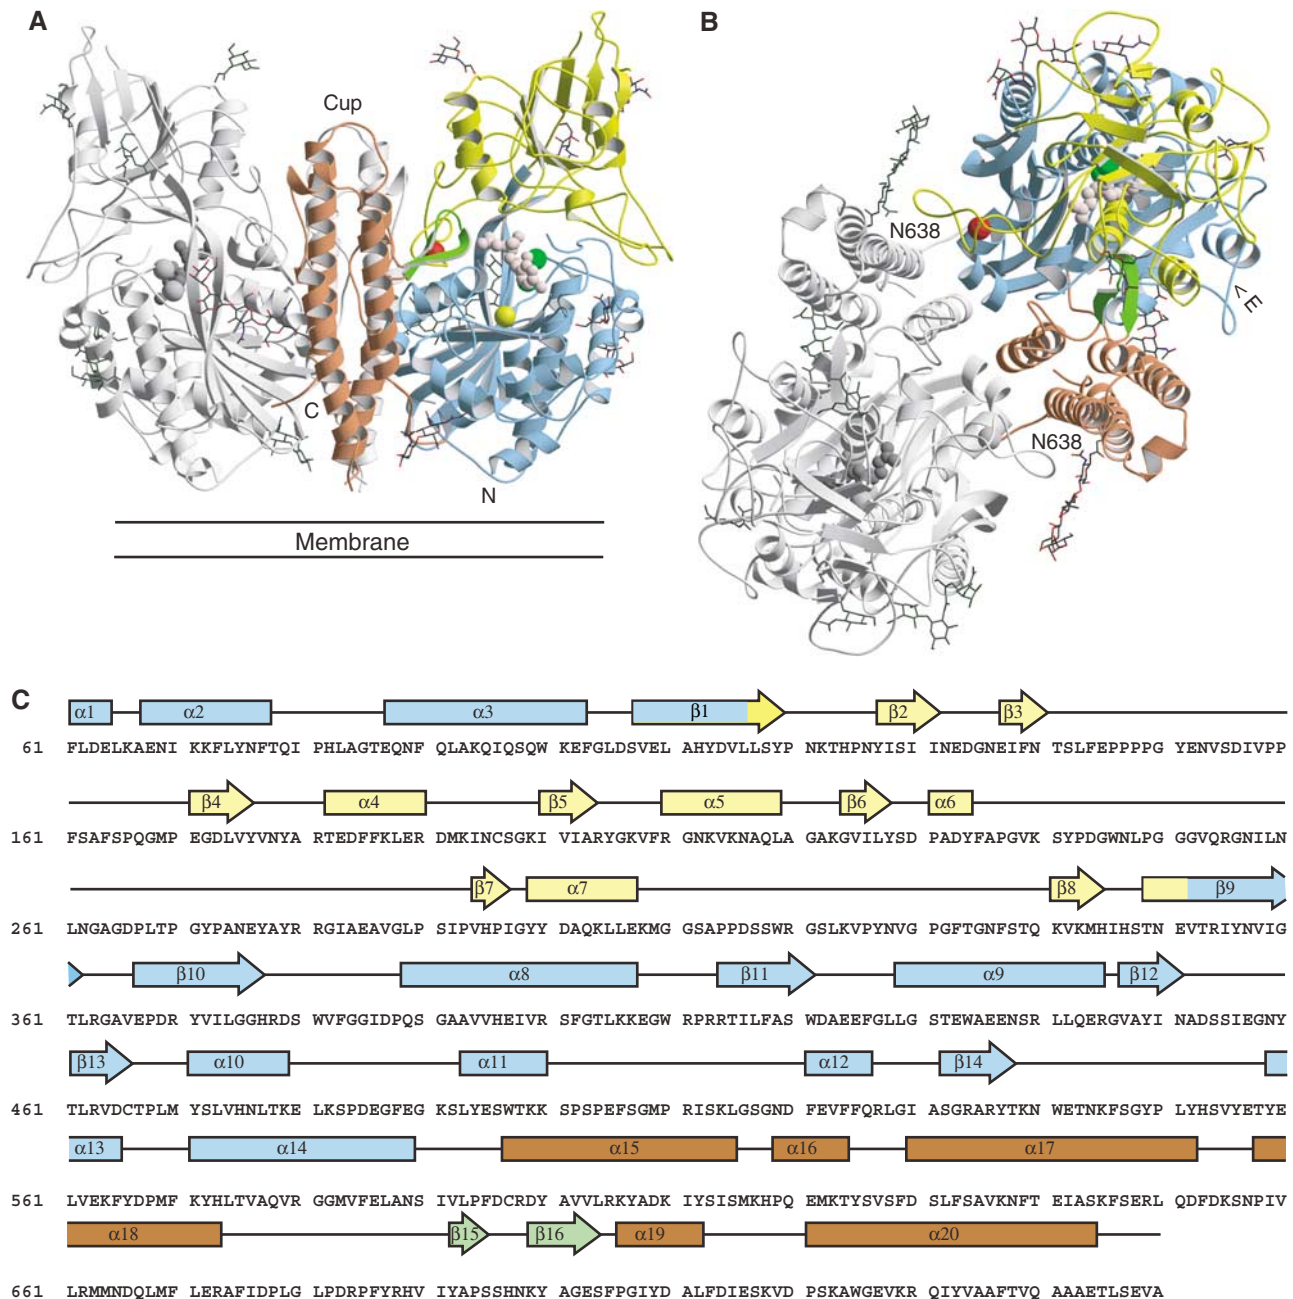 A
B
Cup
N638
< E
N638
C
N
Membrane
C
α1 α2 α3 β1 β2 β3
61 FLDELKAENI KKFLYNFTQI PHLAGTEQNF QLAKQIQSQW KEFGLDSVEL AHYDVLLSYP NKTHPNYISI INEDGNEIFN TSLFEPPPPG YENVSDIVPP
β4 α4 β5 α5 β6 α6
161 FSAFSPQGMP EGDLVYVNYA RTEDFFKLER DMKINCSGKI VIARYGKVFR GNKVKNAQLA GAKGVILYSD PADYFAPGVK SYPDGWNLPG GGVQRGNILN
β7 α7 β8 β9
261 LNGAGDPLTP GYPANEYAYR RGIAEAVGLP SIPVHPIGYY DAQKLLEKMG GSAPPDSSWR GSLKVPYNVG PGFTGNFSTQ KVKMHIHSTN EVTRIYNVIG
β10 α8 β11 α9 β12
361 TLRGAVEPDR YVILGGHRDS WVFGGIDPQS GAAVVHEIVR SFGTLKKEGW RPRRTILFAS WDAEEFGLLG STEWAEENSR LLQERGVAYI NADSSIEGNY
β13 α10 α11 α12 β14
461 TLRVDCTPLM YSLVHNLTKE LKSPDEGFEG KSLYESWTKK SPSPEFSGMP RISKLGSGND FEVFFQRLGI ASGRARYTKN WETNKFSGYP LYHSVYETYE
α13 α14 α15 α16 α17
561 LVEKFYDPMF KYHLTVAQVR GGMVFELANS IVLPFDCRDY AVVLRKYADK IYSISMKHPQ EMKTYSVSFD SLFSAVKNFT EIASKFSERL QDFDKSNPIV
α18 β15 β16 α19 α20
661 LRMMNDQLMF LERAFIDPLG LPDRPFYRHV IYAPSSHNKY AGESFPGIYD ALFDIESKVD PSKAWGEVKR QIYVAAFTVQ AAAETLSEVA